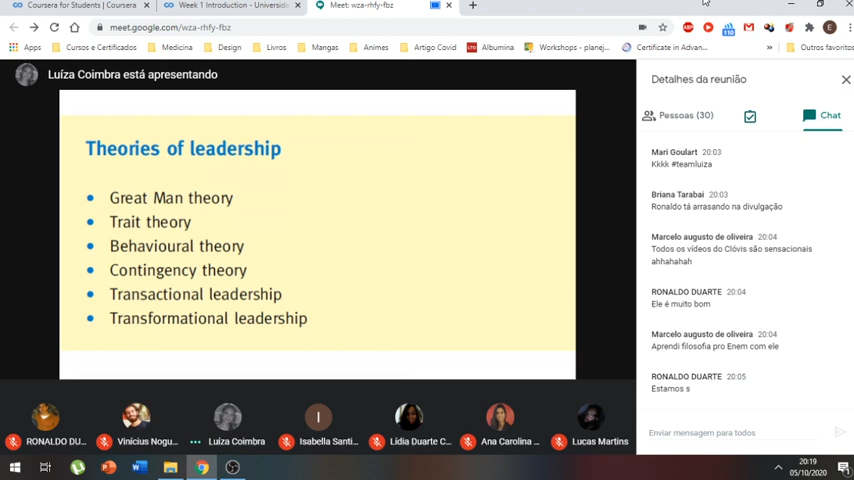 Coursera for Students | Coursera
Week 1 Introduction - Universida
Meet: wza-rhfy-fbz
meet.google.com/wza-rhfy-fbz
110
E
Apps
Cursos e Certificados
Medicina
Design
Livros
Mangas
Animes
Artigo Covid
Albumina
Workshops - planej...
Certificate in Advan...
»
Outros favoritos
Luíza Coimbra está apresentando
Theories of leadership
• Great Man theory
• Trait theory
• Behavioural theory
• Contingency theory
• Transactional leadership
• Transformational leadership
RONALDO DU...
Vinícius Nogu...
Luíza Coimbra
I
Isabella Santi...
Lídia Duarte C...
Ana Carolina ...
Lucas Martins
Detalhes da reunião
Pessoas (30)
Chat
Mari Goulart 20:03
Kkkk #teamluiza
Briana Tarabai 20:03
Ronaldo tá arrasando na divulgação
Marcelo augusto de oliveira 20:04
Todos os vídeos do Clóvis são sensacionais
ahhahahah
RONALDO DUARTE 20:04
Ele é muito bom
Marcelo augusto de oliveira 20:04
Aprendi filosofia pro Enem com ele
RONALDO DUARTE 20:05
Estamos s
Enviar mensagem para todos
20:19
05/10/2020